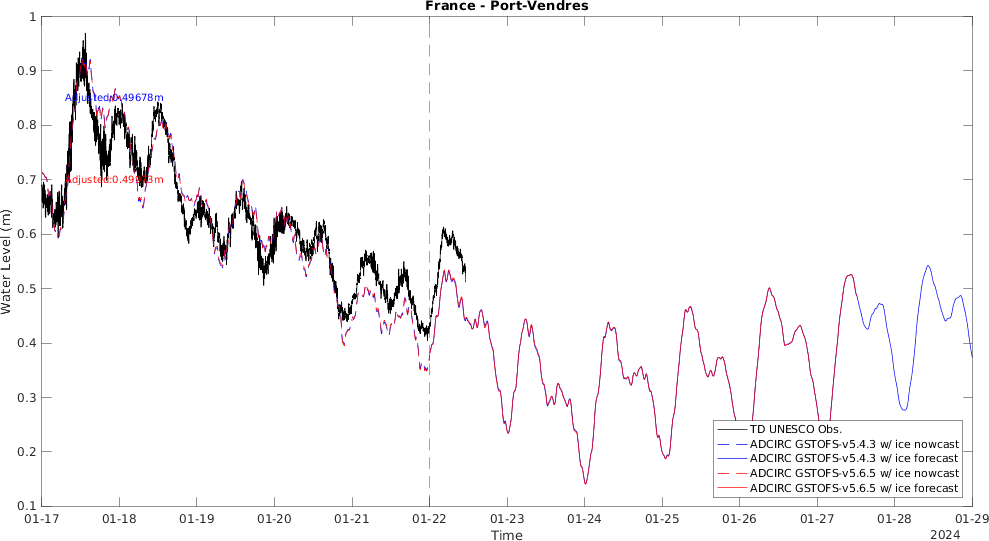 France - Port-Vendres
Water Level (m)
1
0.9
0.8
0.7
0.6
0.5
0.4
0.3
0.2
0.1
Adjusted:0.49678m
TD UNESCO Obs.
ADCIRC GSTOFS-v5.4.3 w/ ice nowcast
ADCIRC GSTOFS-v5.4.3 w/ ice forecast
ADCIRC GSTOFS-v5.6.5 w/ ice nowcast
ADCIRC GSTOFS-v5.6.5 w/ ice forecast
01-17
01-18
01-19
01-20
01-21
01-22
01-23
01-24
01-25
01-26
01-27
01-28
01-29
Time
2024